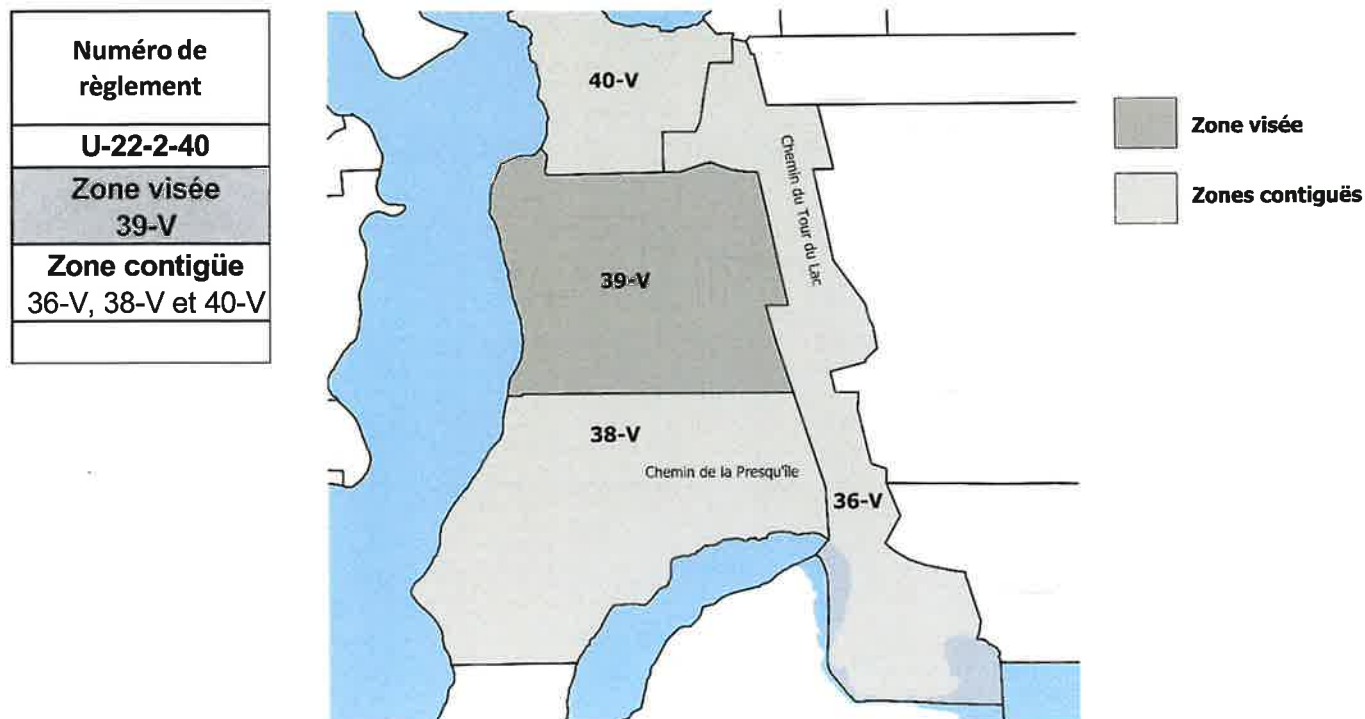 Numéro de
règlement
U-22-2-40
Zone visée
39-V
Zone contigüe
36-V, 38-V et 40-V
40-V
Chemin du Tour du Lac
39-V
38-V
Chemin de la Presqu'île
36-V
Zone visée
Zones contiguës